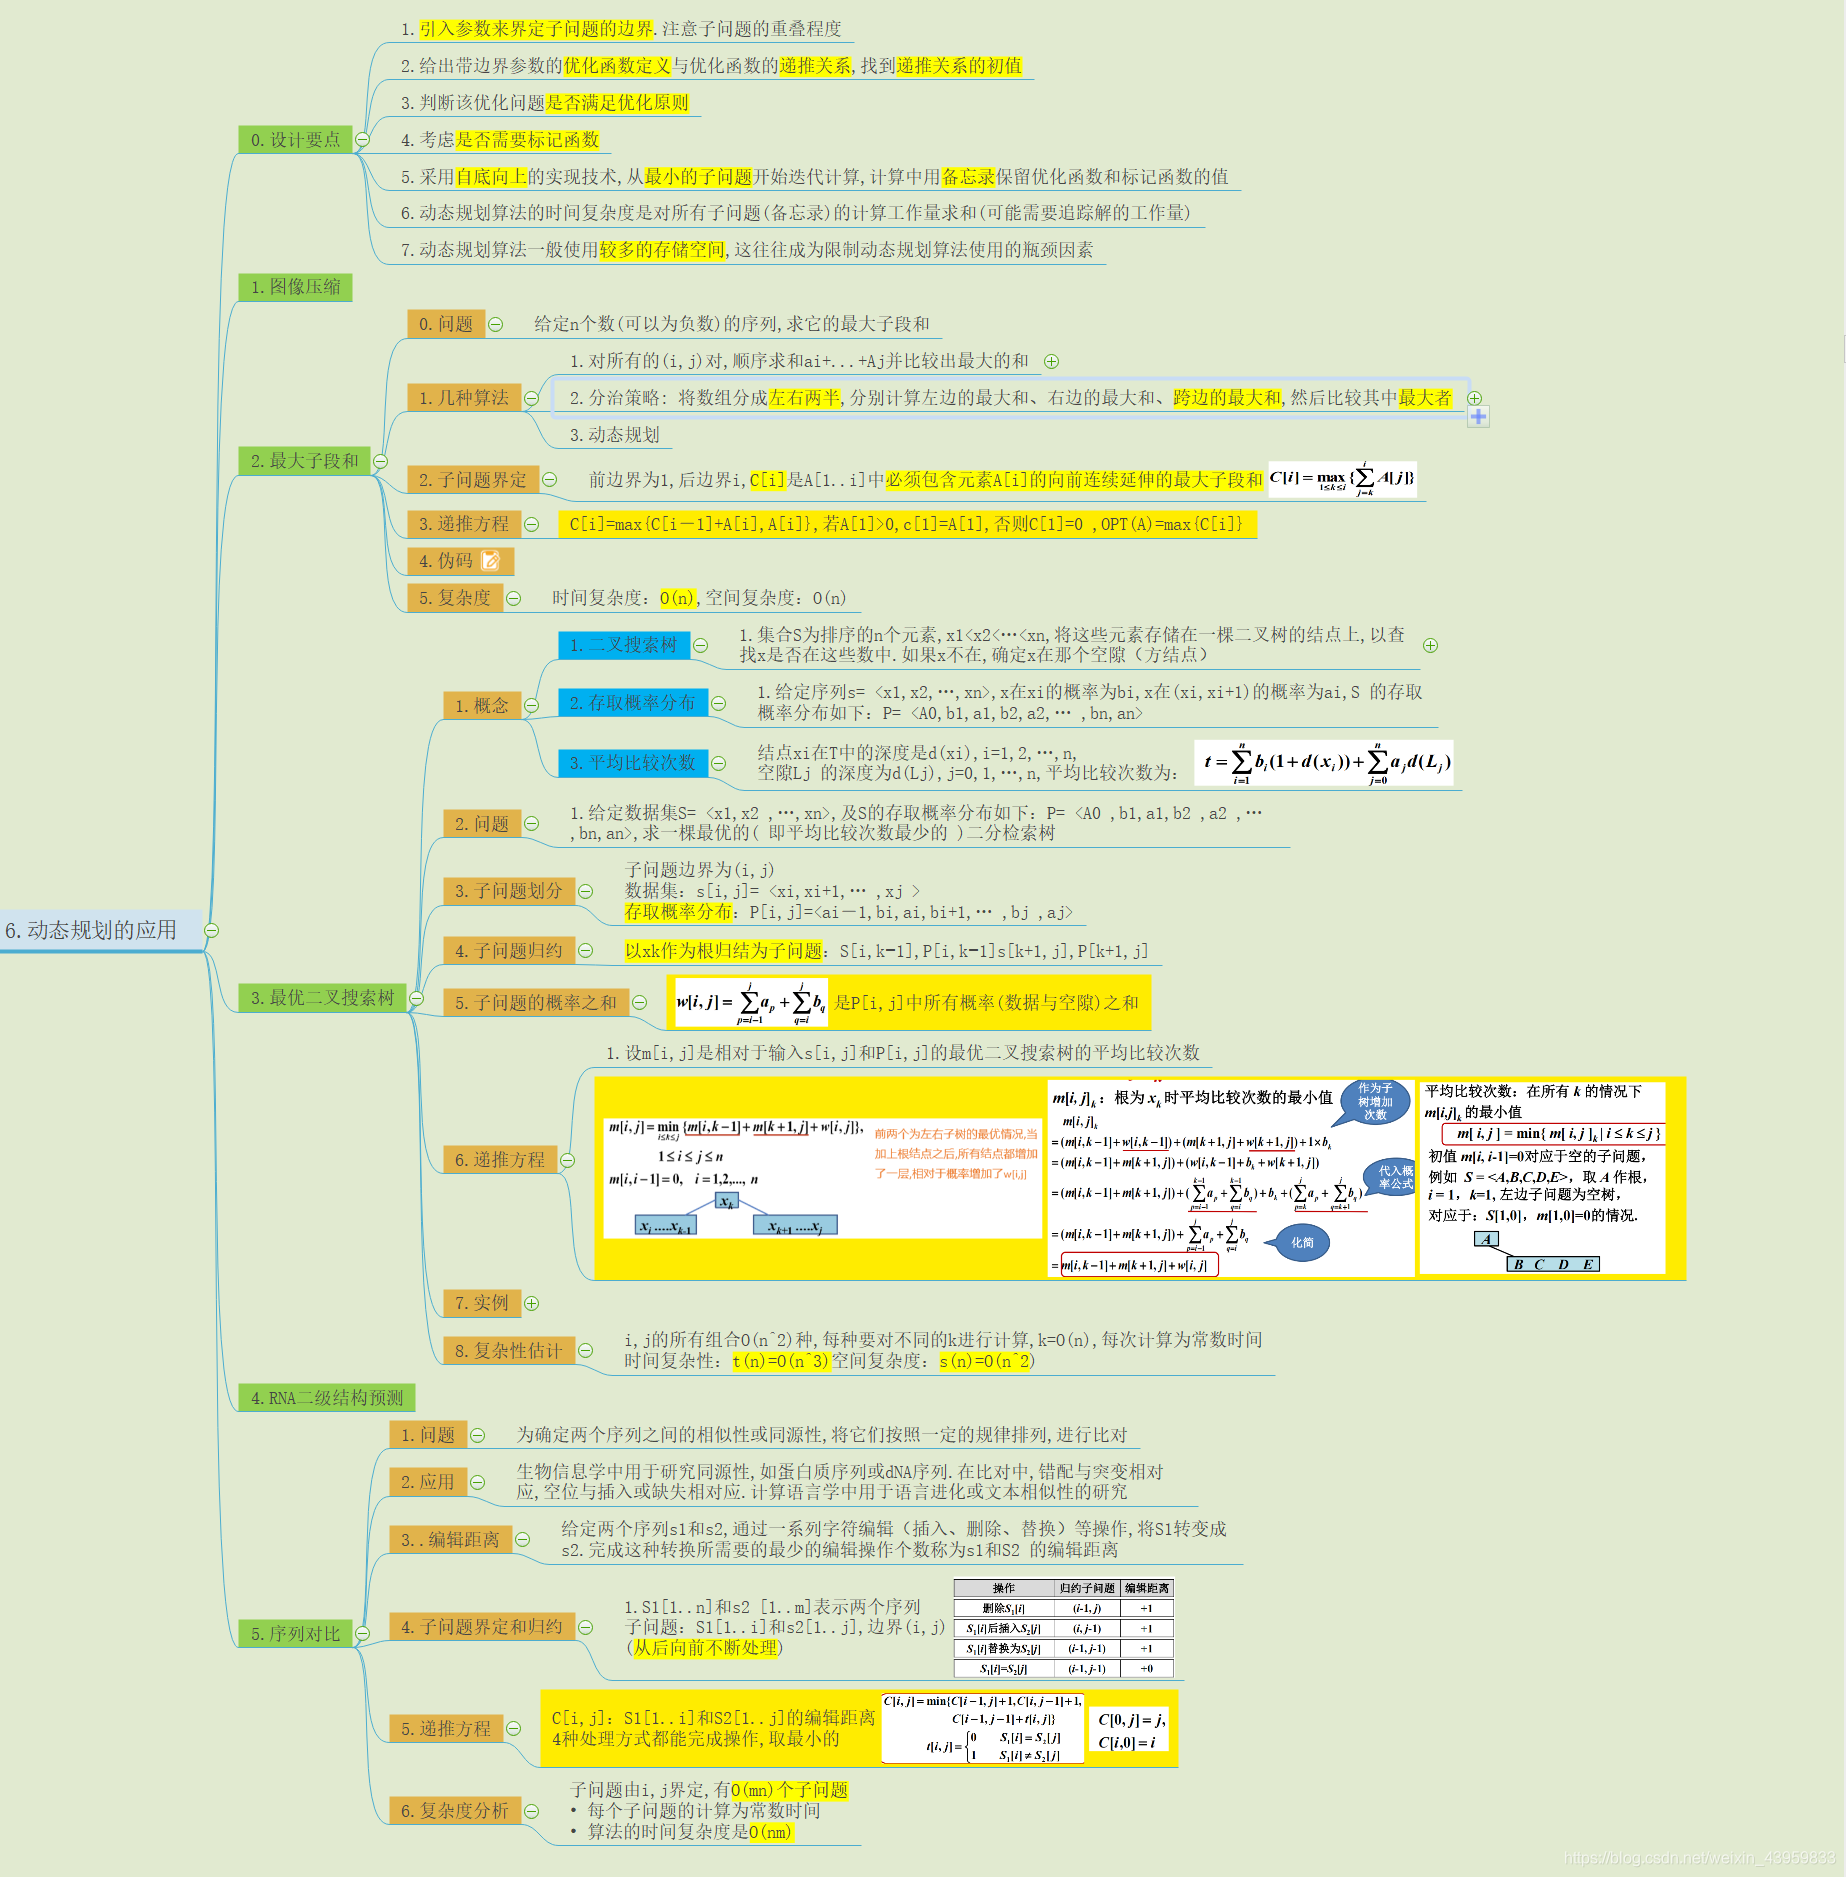 6.动态规划的应用
0.设计要点
1.引入参数来界定子问题的边界.注意子问题的重叠程度
2.给出带边界参数的优化函数定义与优化函数的递推关系,找到递推关系的初值
3.判断该优化问题是否满足优化原则
4.考虑是否需要标记函数
5.采用自底向上的实现技术,从最小的子问题开始迭代计算,计算中用备忘录保留优化函数和标记函数的值
6.动态规划算法的时间复杂度是对所有子问题(备忘录)的计算工作量求和(可能需要追踪解的工作量)
7.动态规划算法一般使用较多的存储空间,这往往成为限制动态规划算法使用的瓶颈因素
1.图像压缩
2.最大子段和
0.问题
给定n个数(可以为负数)的序列,求它的最大子段和
1.几种算法
1.对所有的(i,j)对,顺序求和ai+...+Aj并比较出最大的和
2.分治策略: 将数组分成左右两半,分别计算左边的最大和、右边的最大和、跨边的最大和,然后比较其中最大者
3.动态规划
2.子问题界定
前边界为1,后边界i,C[i]是A[1..i]中必须包含元素A[i]的向前连续延伸的最大子段和 C[i]=max{∑A[j]} 1≤k≤i j=k i
3.递推方程
C[i]=max{C[i－1]+A[i],A[i]},若A[1]>0,c[1]=A[1],否则C[1]=0 ,OPT(A)=max{C[i]}
4.伪码
5.复杂度
时间复杂度: O(n),空间复杂度: O(n)
3.最优二叉搜索树
1.概念
1.二叉搜索树
1.集合S为排序的n个元素,x1<x2<…<xn,将这些元素存储在一棵二叉树的结点上,以查
找x是否在这些数中.如果x不在,确定x在那个空隙（方结点）
2.存取概率分布
1.给定序列s= <x1,x2,…,xn>,x在xi的概率为bi,x在(xi,xi+1)的概率为ai,S 的存取
概率分布如下: P= <A0,b1,a1,b2,a2,… ,bn,an>
3.平均比较次数
结点xi在T中的深度是d(xi),i=1,2,…,n,
空隙Lj 的深度为d(Lj),j=0,1,…,n,平均比较次数为: t=∑b_i(1+d(x_i))+∑a_jd(L_j) n i=1 n j=0
2.问题
1.给定数据集S= <x1,x2 ,…,xn>,及S的存取概率分布如下: P= <A0 ,b1,a1,b2 ,a2 ,…
,bn,an>,求一棵最优的( 即平均比较次数最少的 )二分检索树
3.子问题划分
子问题边界为(i,j)
数据集: s[i,j]= <xi,xi+1,… ,xj >
存取概率分布: P[i,j]=<ai－1,bi,ai,bi+1,… ,bj ,aj>
4.子问题归约
以xk作为根归结为子问题: S[i,k-1],P[i,k-1]s[k+1,j],P[k+1,j]
5.子问题的概率之和
w[i,j]=∑a_p+∑b_q j p=i-1 j q=i 是P[i,j]中所有概率(数据与空隙)之和
6.递推方程
1.设m[i,j]是相对于输入s[i,j]和P[i,j]的最优二叉搜索树的平均比较次数
m[i,j]=min{m[i,k-1]+m[k+1,j]+w[i,j]}, i≤k≤j
1≤i≤j≤n
m[i,i-1]=0, i=1,2,..., n
x_k
x_i ....x_k-1
x_k+1 ....x_j
前两个为左右子树的最优情况,当
加上根结点之后,所有结点都增加
了一层,相对于概率增加了w[i,j]
m[i,j]_k：根为 x_k 时平均比较次数的最小值
作为子
树增加
次数
m[i,j]_k
=(m[i,k-1]+w[i,k-1])+(m[k+1,j]+w[k+1,j])+1×b_k
=(m[i,k-1]+m[k+1,j])+(w[i,k-1]+b_k+w[k+1,j])
代入概
率公式
=(m[i,k-1]+m[k+1,j])+(∑a_p+∑b_q)+b_k+(∑a_p+∑b_q) k-1 p=i-1 k-1 q=i j p=k j q=k+1
=(m[i,k-1]+m[k+1,j])+∑a_p+∑b_q j p=i-1 j q=i
化简
=m[i,k-1]+m[k+1,j]+w[i,j]
平均比较次数：在所有 k 的情况下
m[i,j]_k 的最小值
m[ i,j ] = min{ m[ i,j ]_k | i ≤ k ≤ j }
初值 m[i, i-1]=0对应于空的子问题，
例如 S = <A,B,C,D,E>，取 A 作根，
i = 1，k=1, 左边子问题为空树，
对应于：S[1,0]，m[1,0]=0的情况.
A
B C D E
7.实例
8.复杂性估计
i,j的所有组合O(n^2)种,每种要对不同的k进行计算,k=O(n),每次计算为常数时间
时间复杂性: t(n)=O(n^3)空间复杂度: s(n)=O(n^2)
4.RNA二级结构预测
5.序列对比
1.问题
为确定两个序列之间的相似性或同源性,将它们按照一定的规律排列,进行比对
2.应用
生物信息学中用于研究同源性,如蛋白质序列或dNA序列.在比对中,错配与突变相对
应,空位与插入或缺失相对应.计算语言学中用于语言进化或文本相似性的研究
3..编辑距离
给定两个序列s1和s2,通过一系列字符编辑（插入、删除、替换）等操作,将S1转变成
s2.完成这种转换所需要的最少的编辑操作个数称为s1和S2 的编辑距离
4.子问题界定和归约
1.S1[1..n]和s2 [1..m]表示两个序列
子问题: S1[1..i]和s2[1..j],边界(i,j)
(从后向前不断处理)
操作 归约子问题 编辑距离
删除S_1[i] (i-1,j) +1
S_1[i]后插入S_2[j] (i,j-1) +1
S_1[i]替换为S_2[j] (i-1,j-1) +1
S_1[i]=S_2[j] (i-1,j-1) +0
5.递推方程
C[i,j]: S1[1..i]和S2[1..j]的编辑距离
4种处理方式都能完成操作,取最小的
C[i,j]=min{C[i-1,j]+1,C[i,j-1]+1,
C[i-1,j-1]+t[i,j]}
t[i,j]={0 S_1[i]=S_2[j]
1 S_1[i]≠S_2[j]
C[0,j]=j,
C[i,0]=i
6.复杂度分析
子问题由i,j界定,有O(mn)个子问题
• 每个子问题的计算为常数时间
• 算法的时间复杂度是O(nm)
https://blog.csdn.net/weixin_43959833